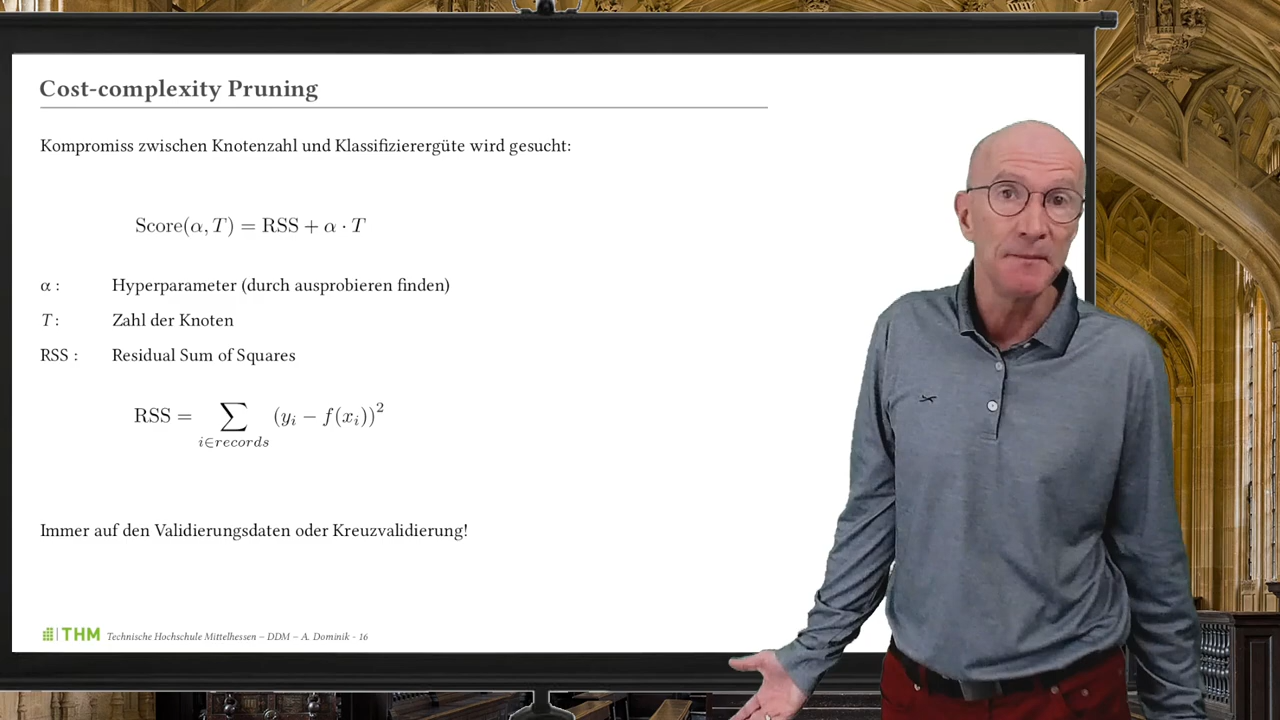 Cost-complexity Pruning
Kompromiss zwischen Knotenzahl und Klassifizierergüte wird gesucht:
Score(α, T) = RSS + α · T
α : Hyperparameter (durch ausprobieren finden)
T : Zahl der Knoten
RSS : Residual Sum of Squares
RSS = ∑ i∈records (y_i − f(x_i))²
Immer auf den Validierungsdaten oder Kreuzvalidierung!
THM Technische Hochschule Mittelhessen – DDM – A. Dominik - 16